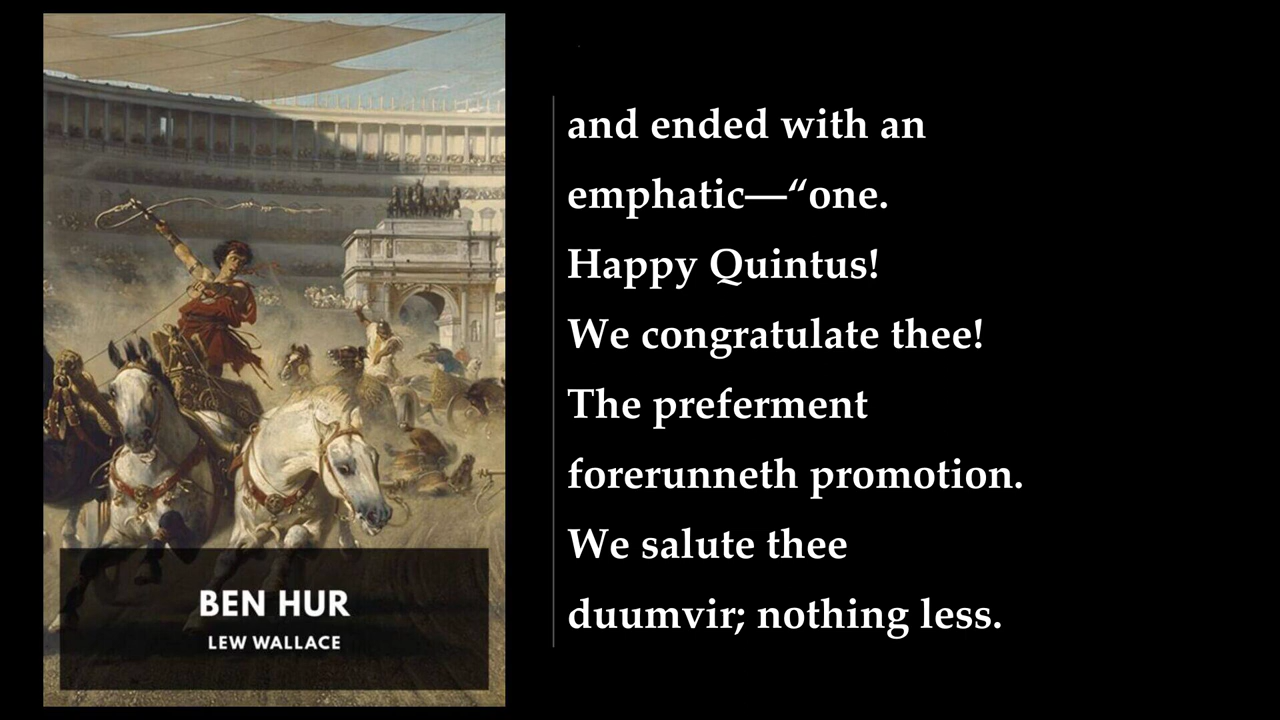 BEN HUR
LEW WALLACE
and ended with an
emphatic—“one.
Happy Quintus!
We congratulate thee!
The preferment
forerunneth promotion.
We salute thee
duumvir; nothing less.